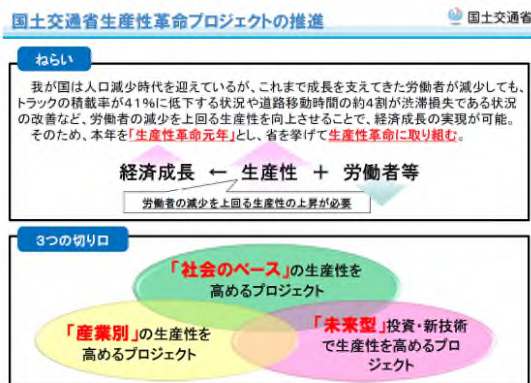 国土交通省生産性革命プロジェクトの推進
国土交通省
ねらい
我が国は人口減少時代を迎えているが、これまで成長を支えてきた労働者が減少しても、
トラックの積載率が41%に低下する状況や道路移動時間の約4割が渋滞損失である状況
の改善など、労働者の減少を上回る生産性を向上させることで、経済成長の実現が可能。
そのため、本年を「生産性革命元年」とし、省を挙げて生産性革命に取り組む。
経済成長 ← 生産性 + 労働者等
労働者の減少を上回る生産性の上昇が必要
3つの切り口
「社会のベース」の生産性を
高めるプロジェクト
「産業別」の生産性を
高めるプロジェクト
「未来型」投資・新技術
で生産性を高めるプロ
ジェクト